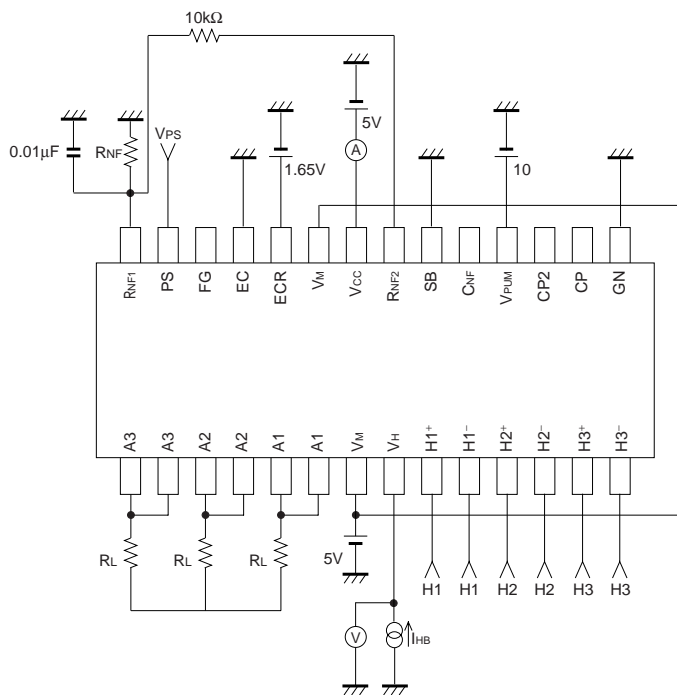 10kΩ
0.01μF
RNF
VPS
1.65V
5V
A
10
RNF1
PS
FG
EC
ECR
VM
VCC
RNF2
SB
CNF
VPUM
CP2
CP
GN
A3
A3
A2
A2
A1
A1
VM
VH
H1+
H1−
H2+
H2−
H3+
H3−
RL
RL
RL
5V
H1
H1
H2
H2
H3
H3
V
IHB